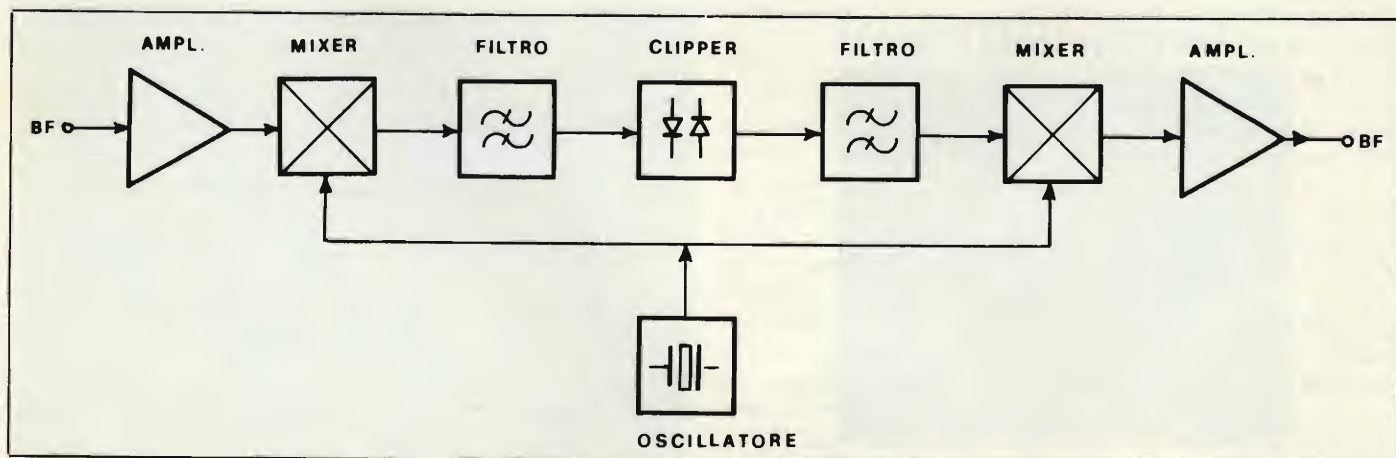 AMPL. MIXER FILTRO CLIPPER FILTRO MIXER AMPL.
BF BF
OSCILLATORE